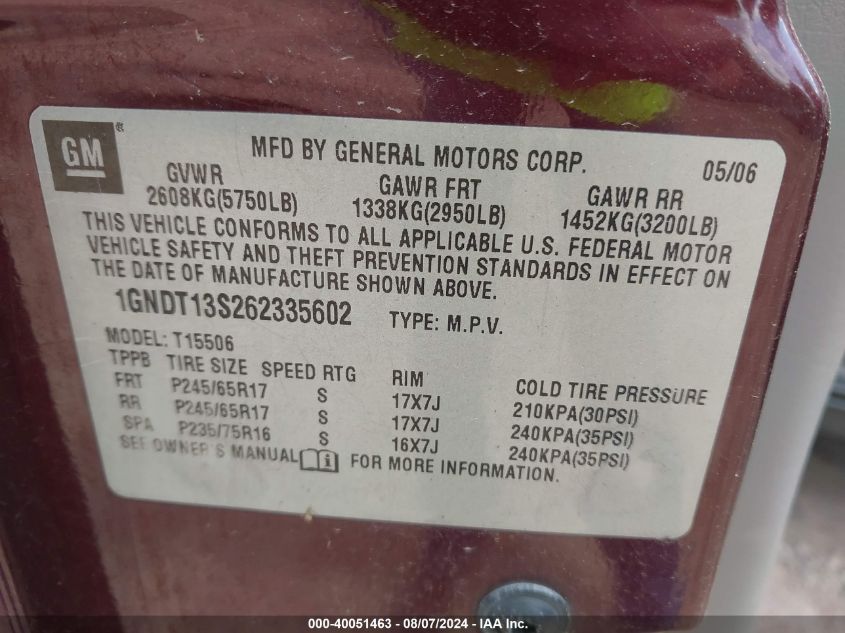 GM ®
MFD BY GENERAL MOTORS CORP. 05/06
GVWR GAWR FRT GAWR RR
2608KG(5750LB) 1338KG(2950LB) 1452KG(3200LB)
THIS VEHICLE CONFORMS TO ALL APPLICABLE U.S. FEDERAL MOTOR
VEHICLE SAFETY AND THEFT PREVENTION STANDARDS IN EFFECT ON
THE DATE OF MANUFACTURE SHOWN ABOVE.
1GNDT13S262335602 TYPE: M.P.V.
MODEL: T15506
TPPB TIRE SIZE SPEED RTG RIM COLD TIRE PRESSURE
FRT P245/65R17 S 17X7J 210KPA(30PSI)
RR P245/65R17 S 17X7J 240KPA(35PSI)
SPA P235/75R16 S 16X7J 240KPA(35PSI)
SEE OWNER'S MANUAL FOR MORE INFORMATION.
000-40051463 - 08/07/2024 - IAA Inc.